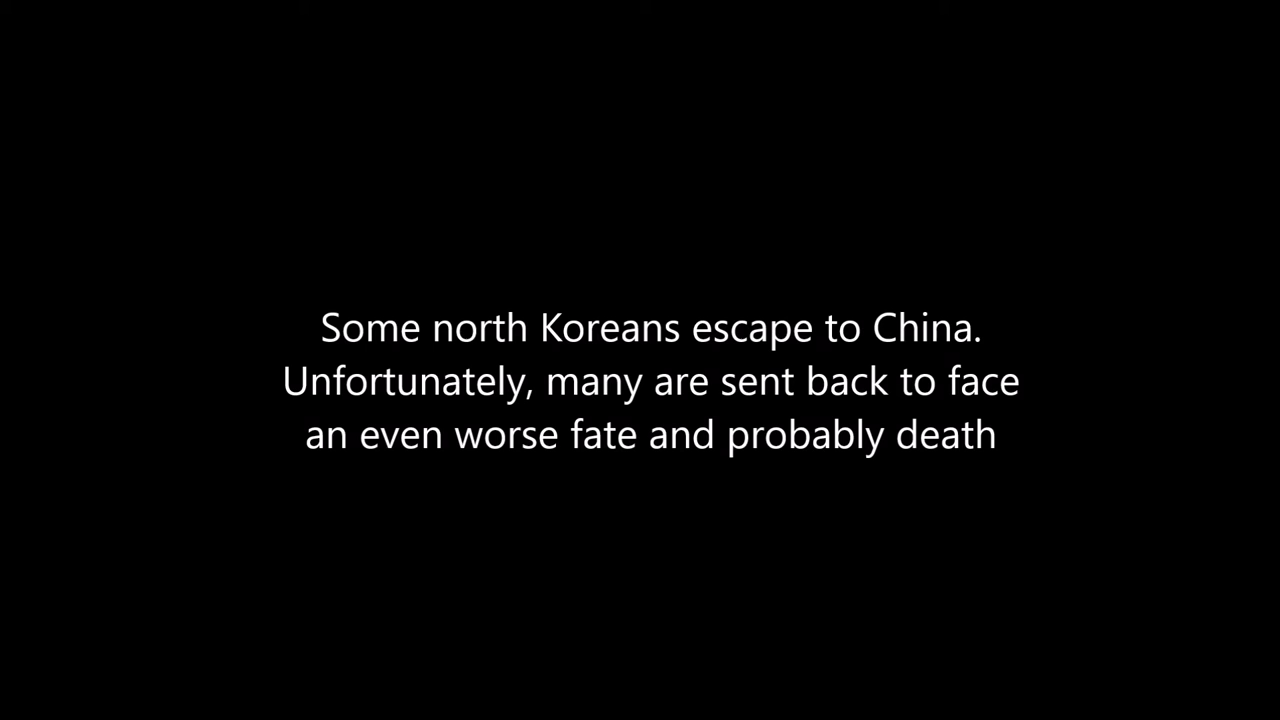 Some north Koreans escape to China.
Unfortunately, many are sent back to face
an even worse fate and probably death